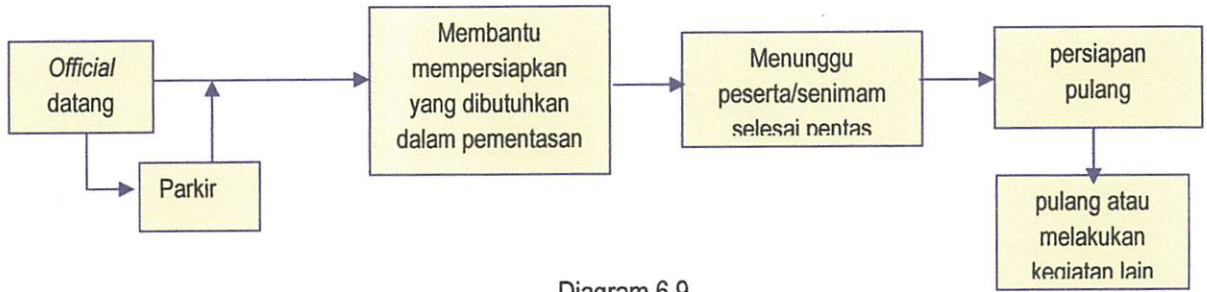 Official
datang
Parkir
Membantu
mempersiapkan
yang dibutuhkan
dalam pementasan
Menunggu
peserta/senimam
selesai pentas
persiapan
pulang
pulang atau
melakukan
kegiatan lain
Diagram 6.9